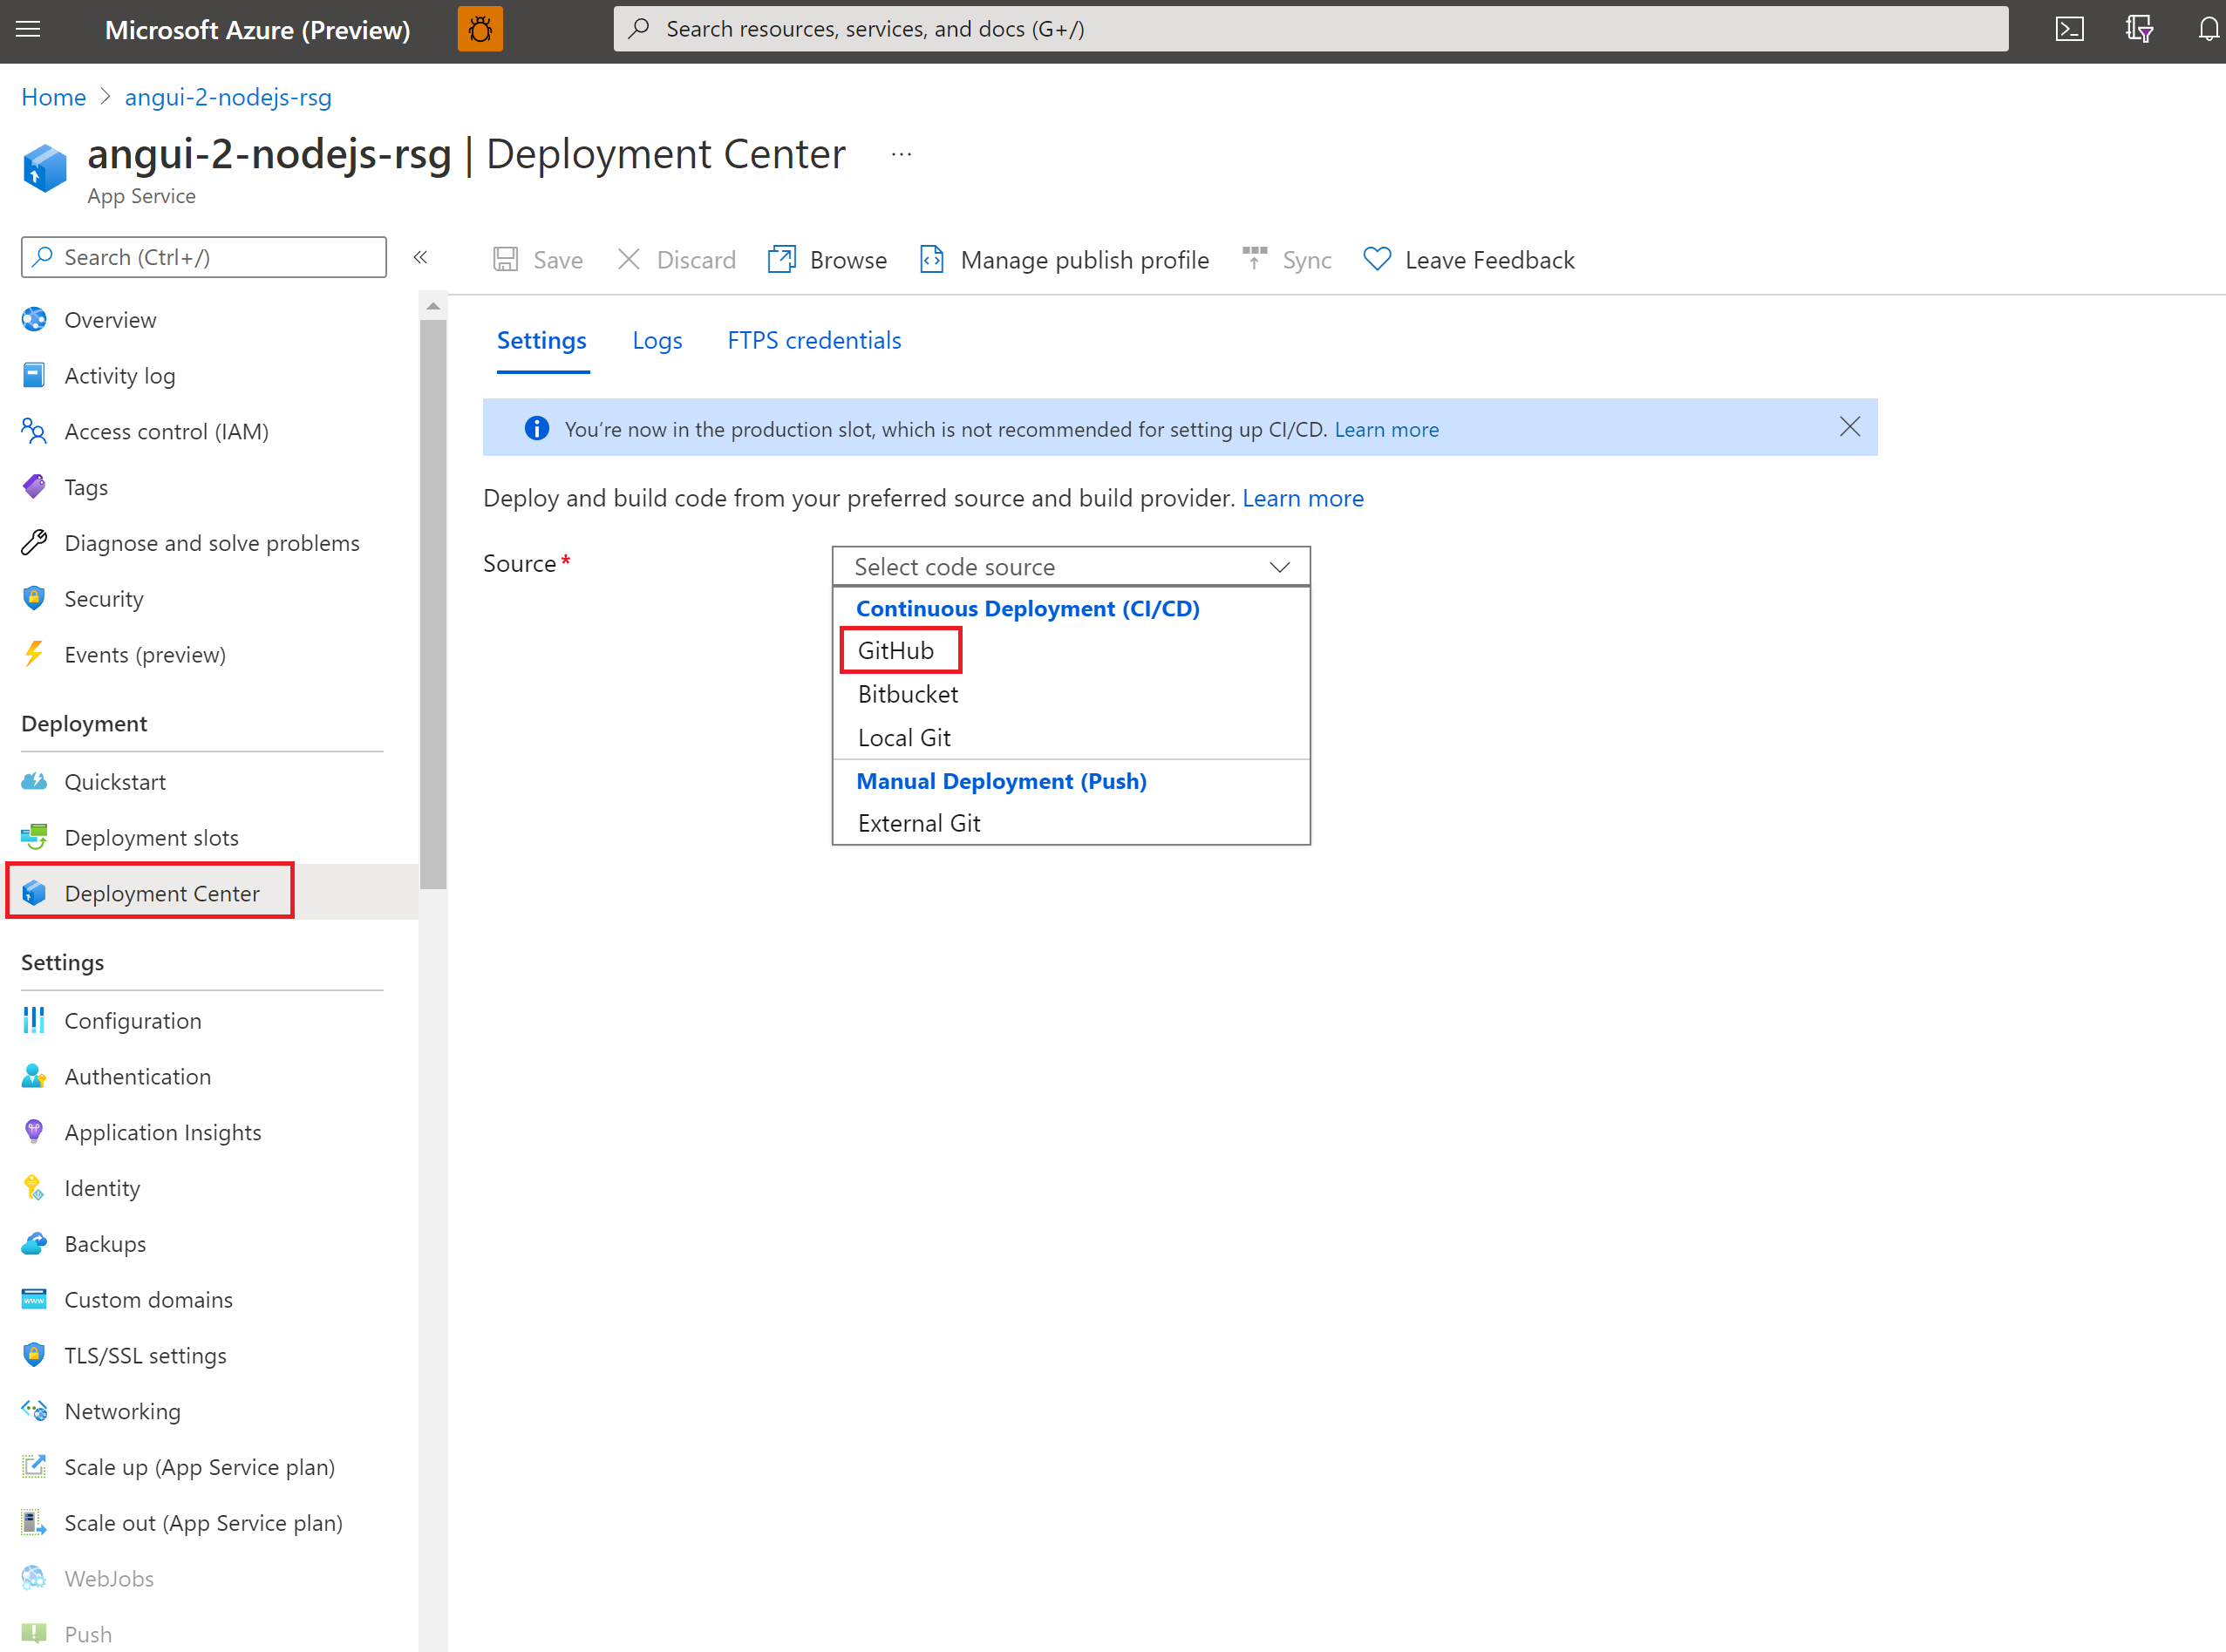 Microsoft Azure (Preview)
Search resources, services, and docs (G+/)
Home > angui-2-nodejs-rsg
angui-2-nodejs-rsg | Deployment Center ...
App Service
Search (Ctrl+/)
«
Save
Discard
Browse
Manage publish profile
Sync
Leave Feedback
Overview
Activity log
Access control (IAM)
Tags
Diagnose and solve problems
Security
Events (preview)
Deployment
Quickstart
Deployment slots
Deployment Center
Settings
Configuration
Authentication
Application Insights
Identity
Backups
Custom domains
TLS/SSL settings
Networking
Scale up (App Service plan)
Scale out (App Service plan)
WebJobs
Push
Settings
Logs
FTPS credentials
You’re now in the production slot, which is not recommended for setting up CI/CD. Learn more
Deploy and build code from your preferred source and build provider. Learn more
Source *
Select code source
Continuous Deployment (CI/CD)
GitHub
Bitbucket
Local Git
Manual Deployment (Push)
External Git